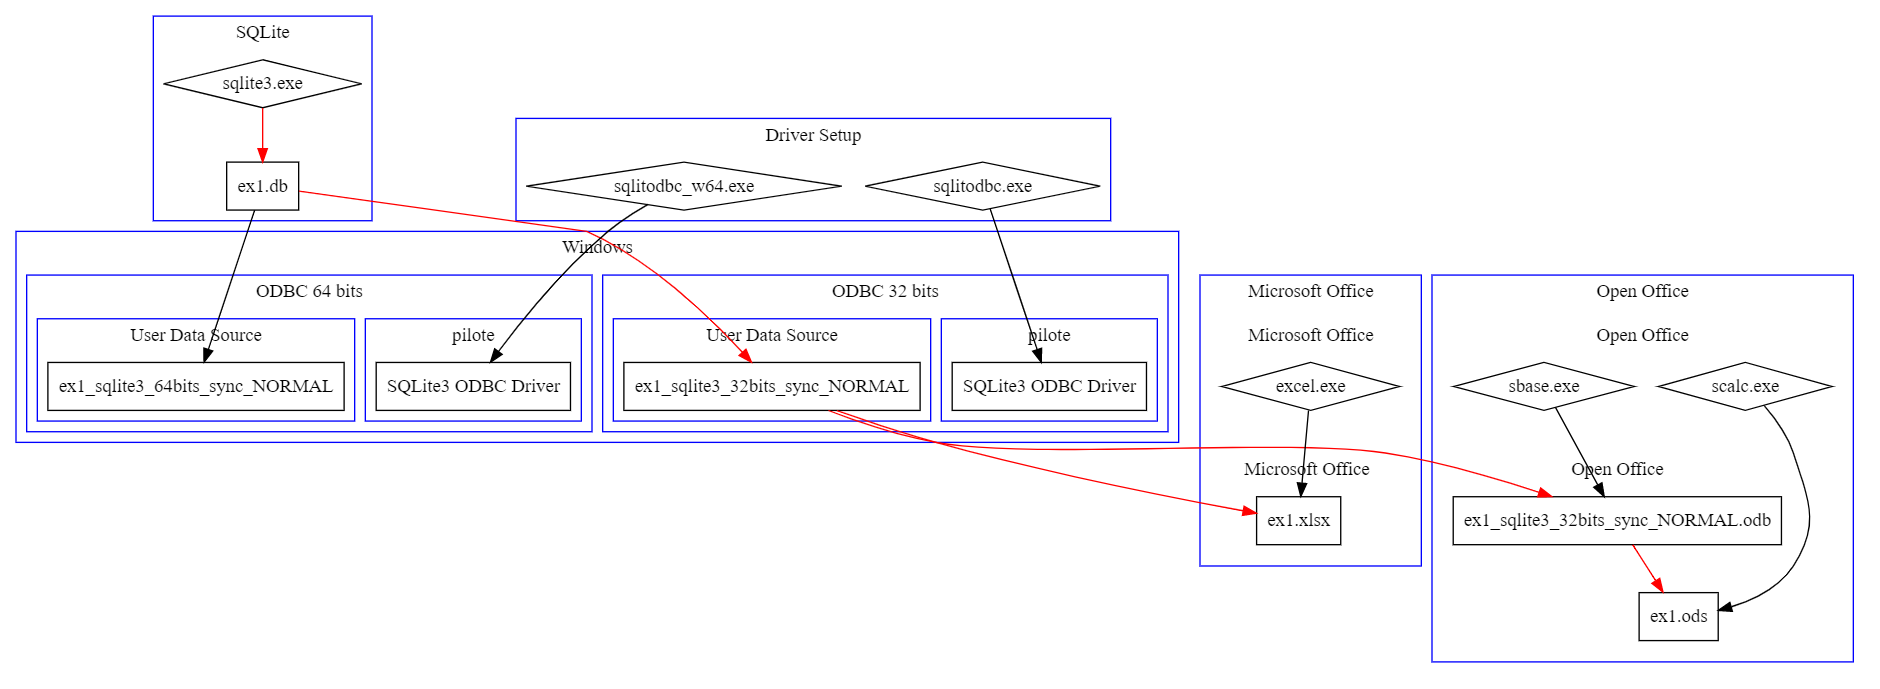 SQLite
sqlite3.exe
ex1.db
Driver Setup
sqlitodbc_w64.exe
sqlitodbc.exe
Windows
ODBC 64 bits
User Data Source
ex1_sqlite3_64bits_sync_NORMAL
pilote
SQLite3 ODBC Driver
ODBC 32 bits
User Data Source
ex1_sqlite3_32bits_sync_NORMAL
pilote
SQLite3 ODBC Driver
Microsoft Office
Microsoft Office
excel.exe
Microsoft Office
ex1.xlsx
Open Office
Open Office
sbase.exe
scalc.exe
Open Office
ex1_sqlite3_32bits_sync_NORMAL.odb
ex1.ods